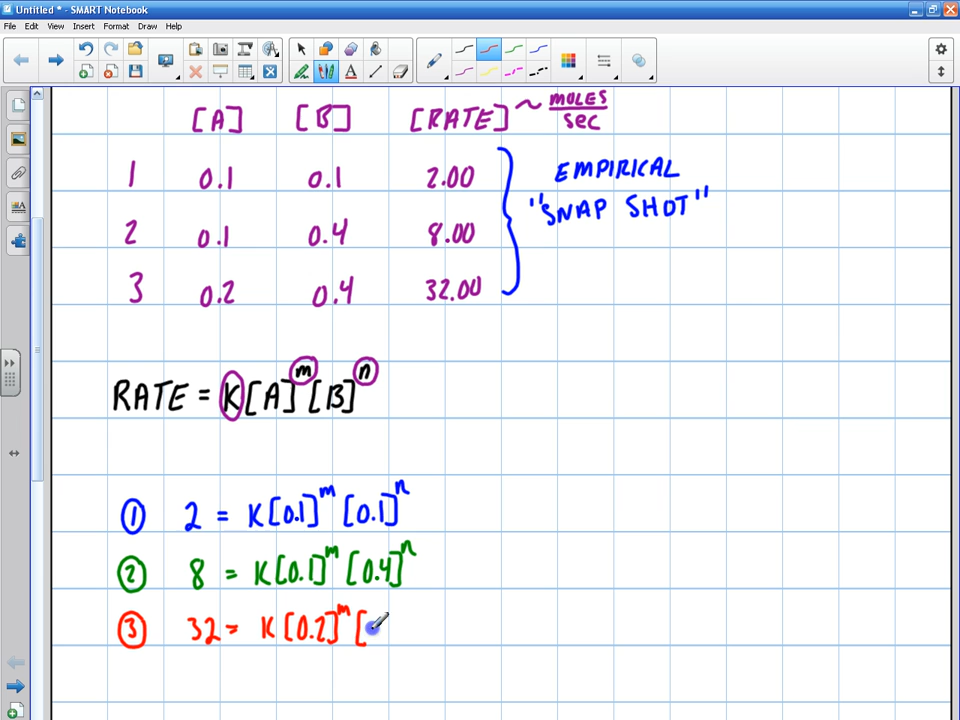 Untitled * - SMART Notebook
File Edit View Insert Format Draw Help
[A] [B] [RATE] ~ MOLES/SEC
1 0.1 0.1 2.00
2 0.1 0.4 8.00
3 0.2 0.4 32.00
EMPIRICAL
"SNAP SHOT"
RATE = K[A]^m[B]^n
① 2 = K[0.1]^m [0.1]^n
② 8 = K[0.1]^m [0.4]^n
③ 32 = K[0.2]^m [